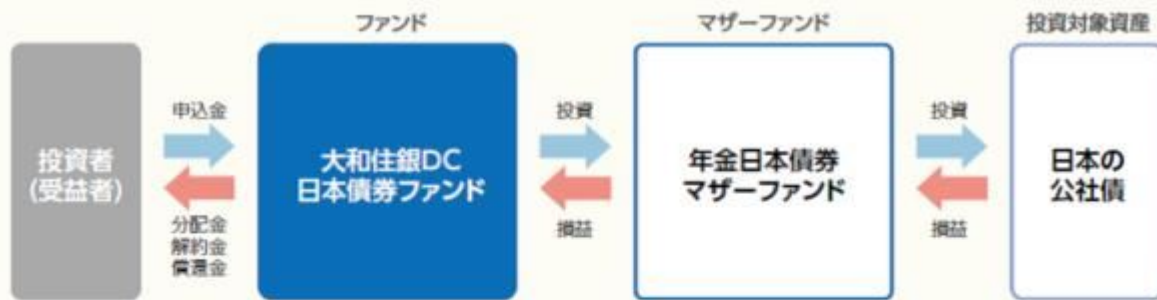 ファンド
マザーファンド
投資対象資産
投資者
(受益者)
申込金
分配金
解約金
償還金
大和住銀DC
日本債券ファンド
投資
損益
年金日本債券
マザーファンド
投資
損益
日本の
公社債